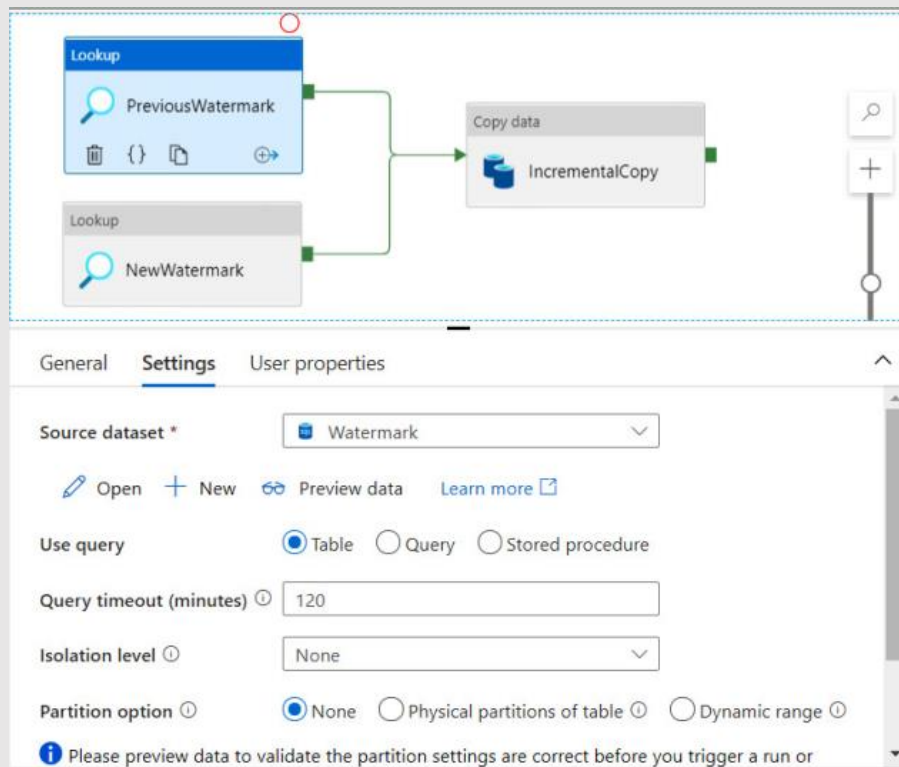 Lookup
PreviousWatermark
{}
Copy data
IncrementalCopy
Lookup
NewWatermark
General Settings User properties
Source dataset * Watermark
Open New Preview data Learn more
Use query Table Query Stored procedure
Query timeout (minutes) 120
Isolation level None
Partition option None Physical partitions of table Dynamic range
Please preview data to validate the partition settings are correct before you trigger a run or